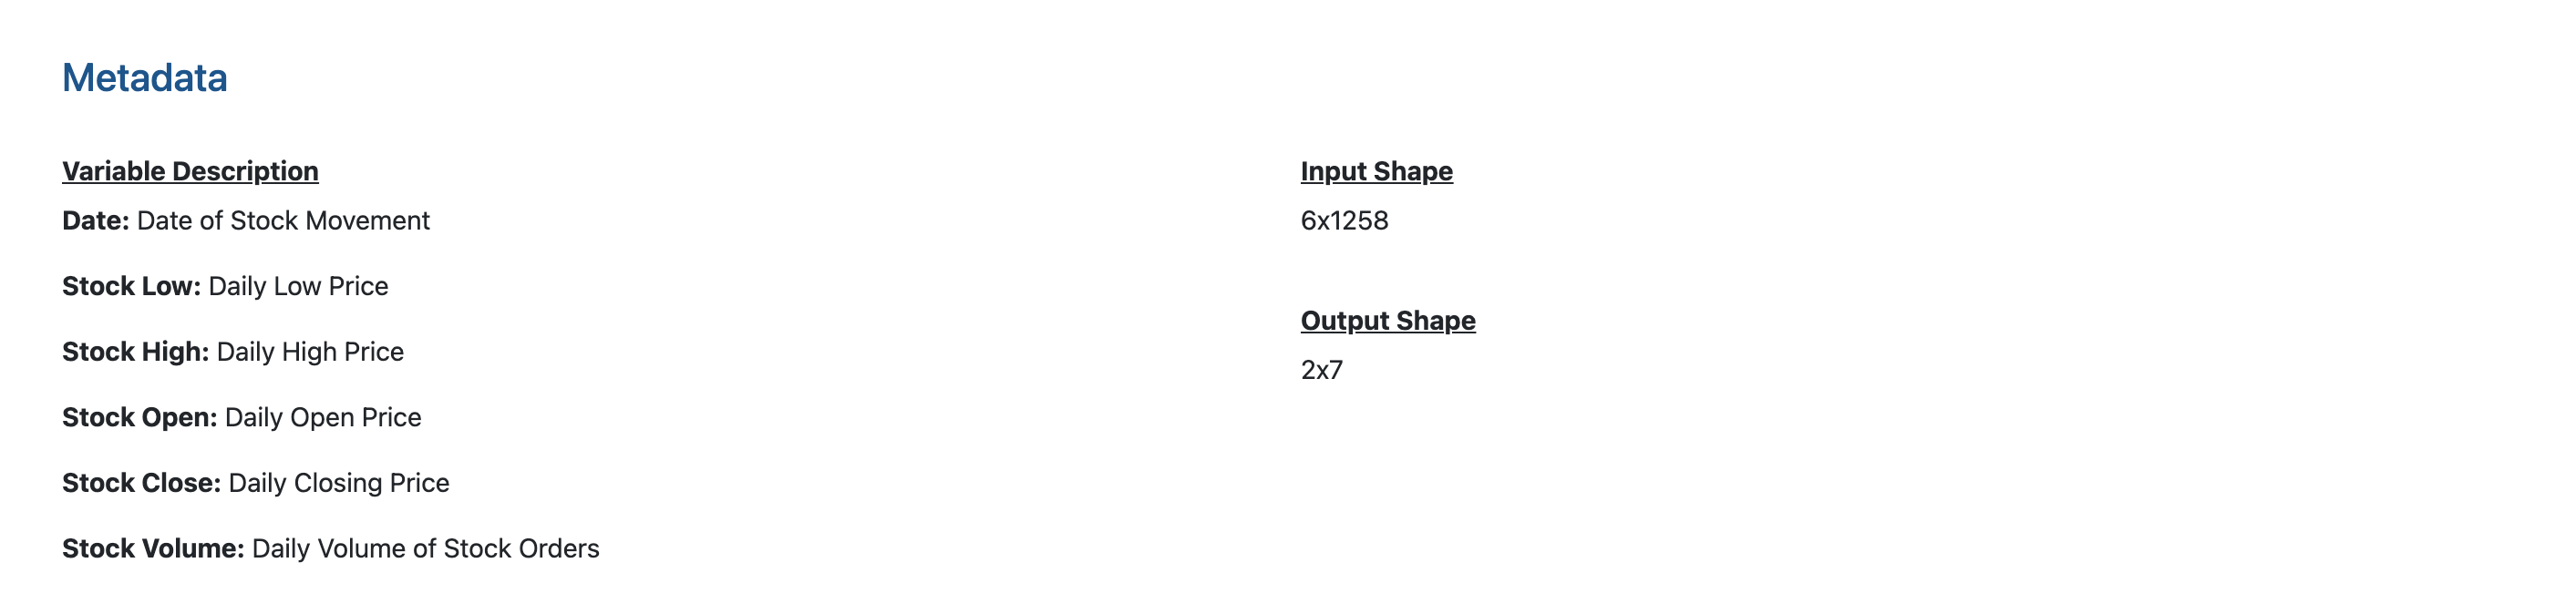 Metadata
Variable Description
Date: Date of Stock Movement
Stock Low: Daily Low Price
Stock High: Daily High Price
Stock Open: Daily Open Price
Stock Close: Daily Closing Price
Stock Volume: Daily Volume of Stock Orders
Input Shape
6x1258
Output Shape
2x7